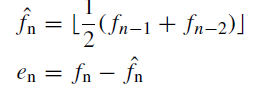 f̂ₙ = ⌊½(fₙ₋₁ + fₙ₋₂)⌋
eₙ = fₙ − f̂ₙ